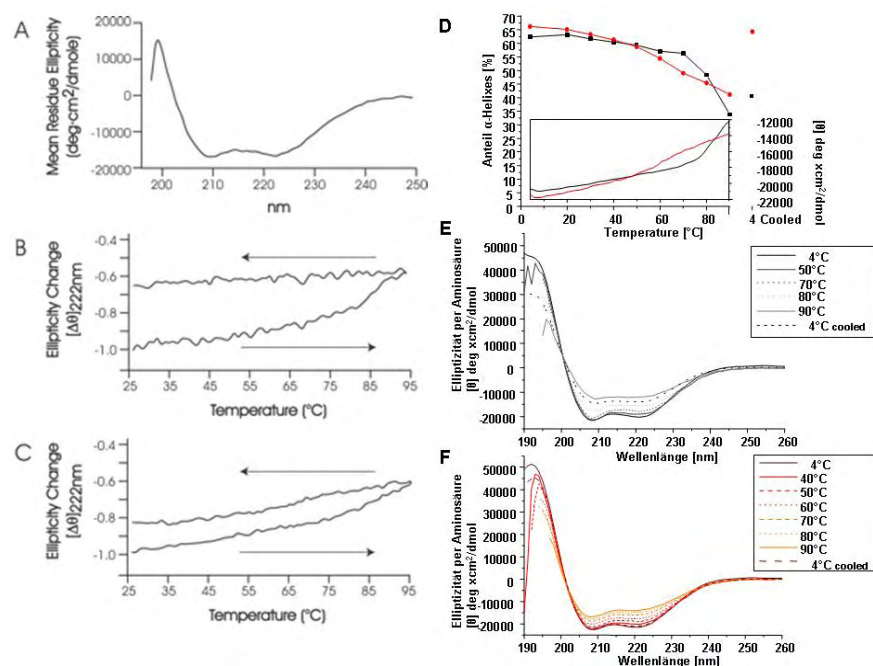 A
Mean Residue Ellipticity
(deg·cm²/dmole)
20000
10000
0
-10000
-20000
200 210 220 230 240 250
nm
B
Ellipticity Change
[Δθ]222nm
-0.4
-0.6
-0.8
-1.0
25 35 45 55 65 75 85 95
Temperature (°C)
C
Ellipticity Change
[Δθ]222nm
-0.4
-0.6
-0.8
-1.0
25 35 45 55 65 75 85 95
Temperature (°C)
D
Anteil α-Helixes [%]
70
65
60
55
50
45
40
35
30
25
20
15
10
5
0
0 20 40 60 80 4 Cooled
Temperature [°C]
-12000
-14000
-16000
-18000
-20000
-22000
[θ] deg xcm²/dmol
E
Elliptizität per Aminosäure
[θ] deg xcm²/dmol
50000
40000
30000
20000
10000
0
-10000
-20000
190 200 210 220 230 240 250 260
Wellenlänge [nm]
4°C
50°C
70°C
80°C
90°C
4°C cooled
F
Elliptizität per Aminosäure
[θ] deg xcm²/dmol
50000
40000
30000
20000
10000
0
-10000
-20000
190 200 210 220 230 240 250 260
Wellenlänge [nm]
4°C
40°C
50°C
60°C
70°C
80°C
90°C
4°C cooled